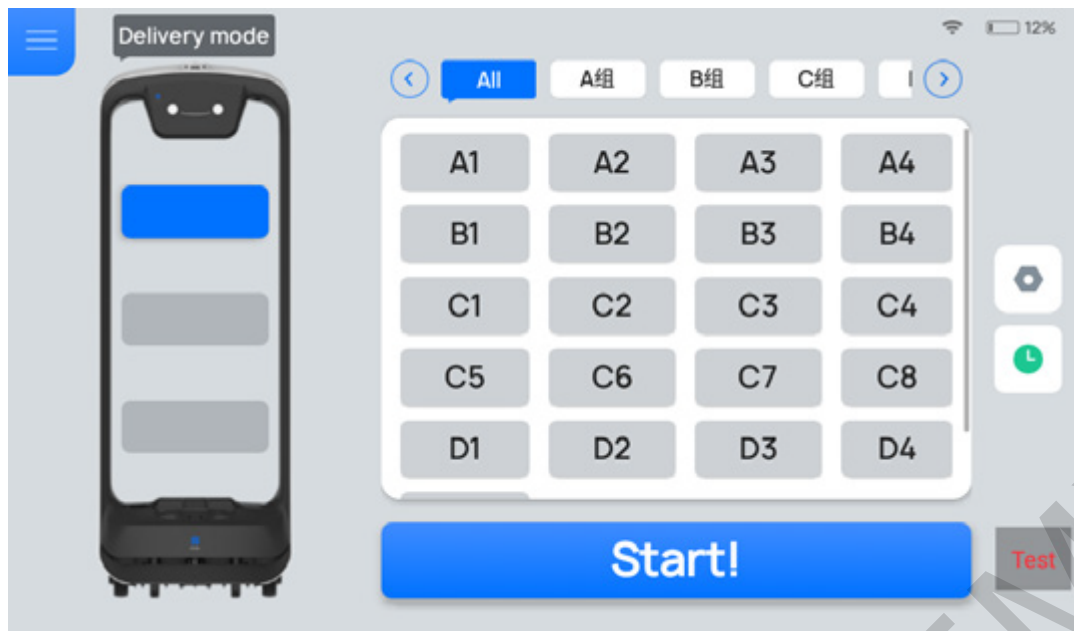 Delivery mode
12%
All A组 B组 C组
A1 A2 A3 A4
B1 B2 B3 B4
C1 C2 C3 C4
C5 C6 C7 C8
D1 D2 D3 D4
Start!
Test